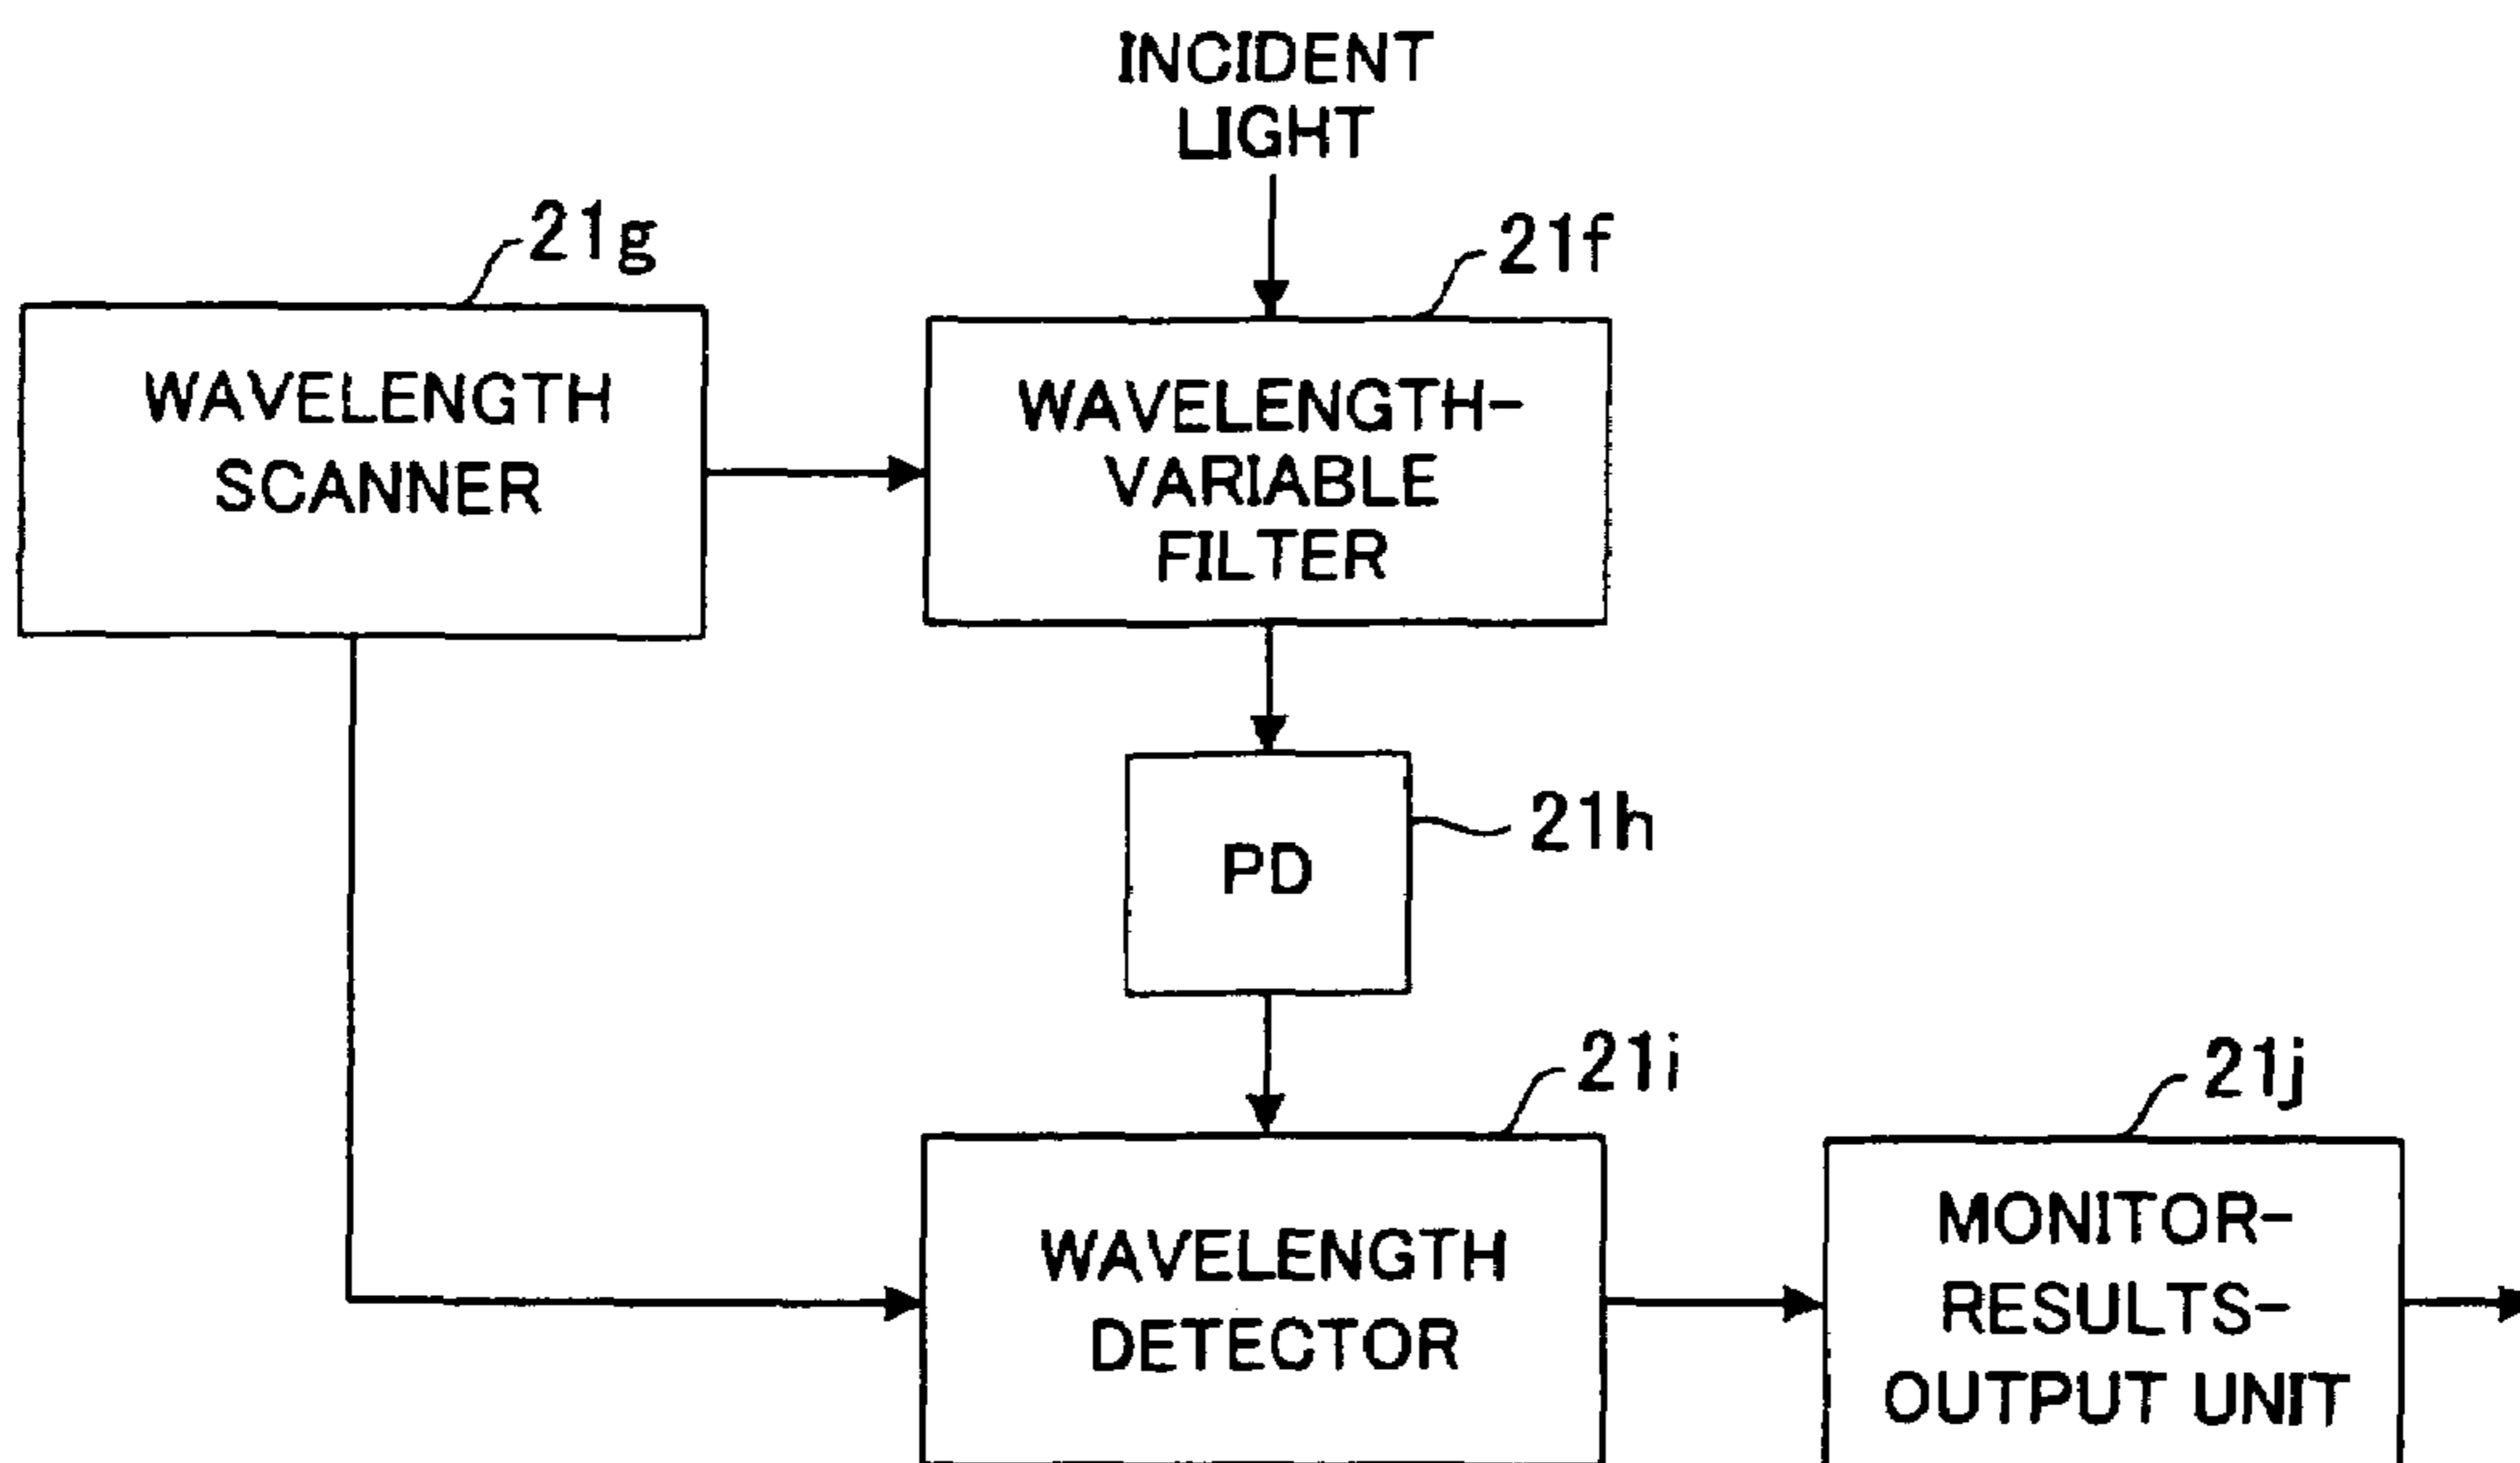 INCIDENT
LIGHT
21g
21f
WAVELENGTH
SCANNER
WAVELENGTH-
VARIABLE
FILTER
PD
21h
21i
21j
WAVELENGTH
DETECTOR
MONITOR-
RESULTS-
OUTPUT UNIT